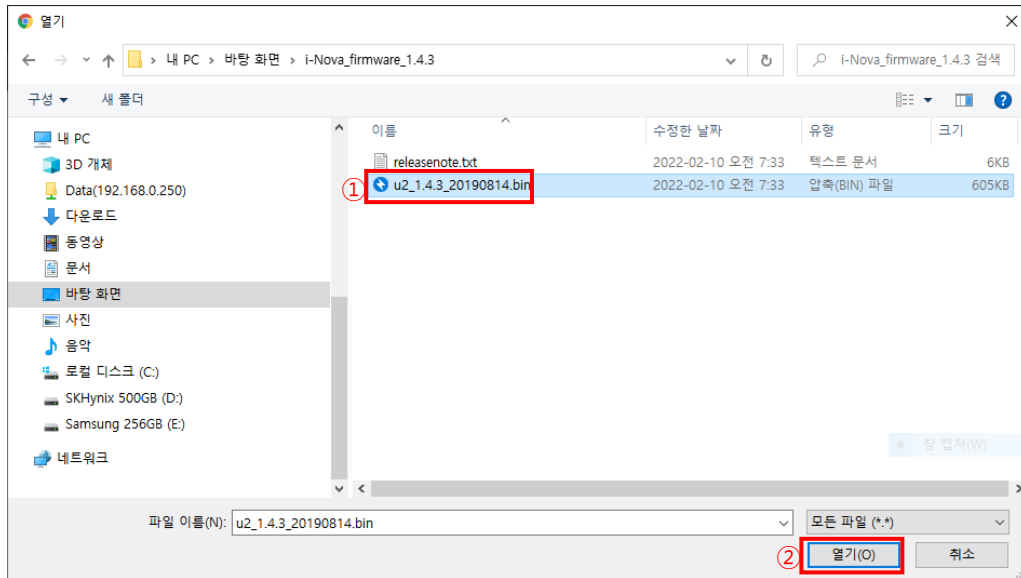 열기
내 PC › 바탕 화면 › i-Nova_firmware_1.4.3
i-Nova_firmware_1.4.3 검색
구성
새 폴더
내 PC
3D 개체
Data(192.168.0.250)
다운로드
동영상
문서
바탕 화면
사진
음악
로컬 디스크 (C:)
SKHynix 500GB (D:)
Samsung 256GB (E:)
네트워크
이름 수정한 날짜 유형 크기
releasenote.txt 2022-02-10 오전 7:33 텍스트 문서 6KB
① u2_1.4.3_20190814.bin 2022-02-10 오전 7:33 압축(BIN) 파일 605KB
창 캡처(W)
파일 이름(N): u2_1.4.3_20190814.bin 모든 파일 (*.*)
② 열기(O) 취소